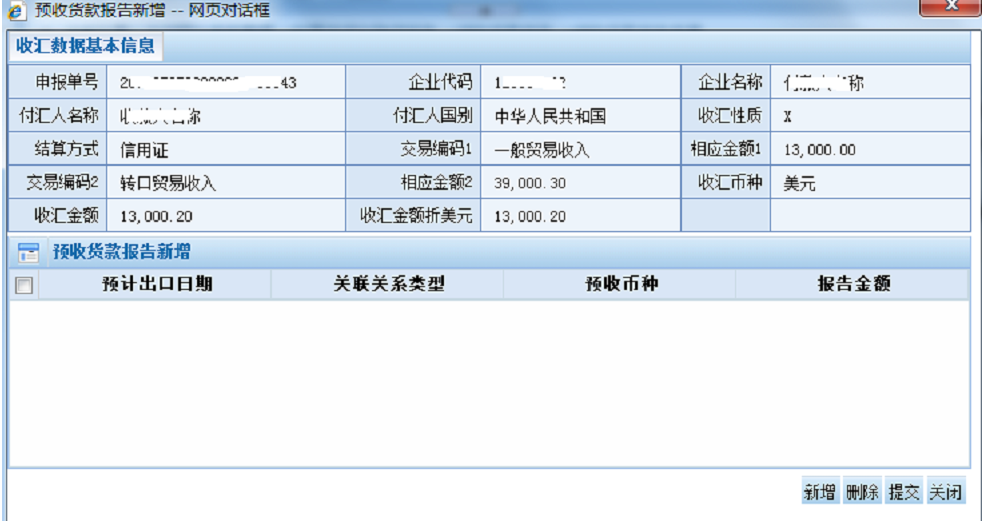 预收货款报告新增 -- 网页对话框
收汇数据基本信息
申报单号 43 企业代码 企业名称 称
付汇人名称 付汇人国别 中华人民共和国 收汇性质 X
结算方式 信用证 交易编码1 一般贸易收入 相应金额1 13,000.00
交易编码2 转口贸易收入 相应金额2 39,000.30 收汇币种 美元
收汇金额 13,000.20 收汇金额折美元 13,000.20
预收货款报告新增
预计出口日期 关联关系类型 预收币种 报告金额
新增 删除 提交 关闭